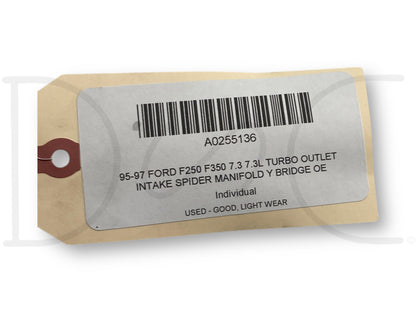 A0255136
95-97 FORD F250 F350 7.3 7.3L TURBO OUTLET
INTAKE SPIDER MANIFOLD Y BRIDGE OE
Individual
USED - GOOD, LIGHT WEAR